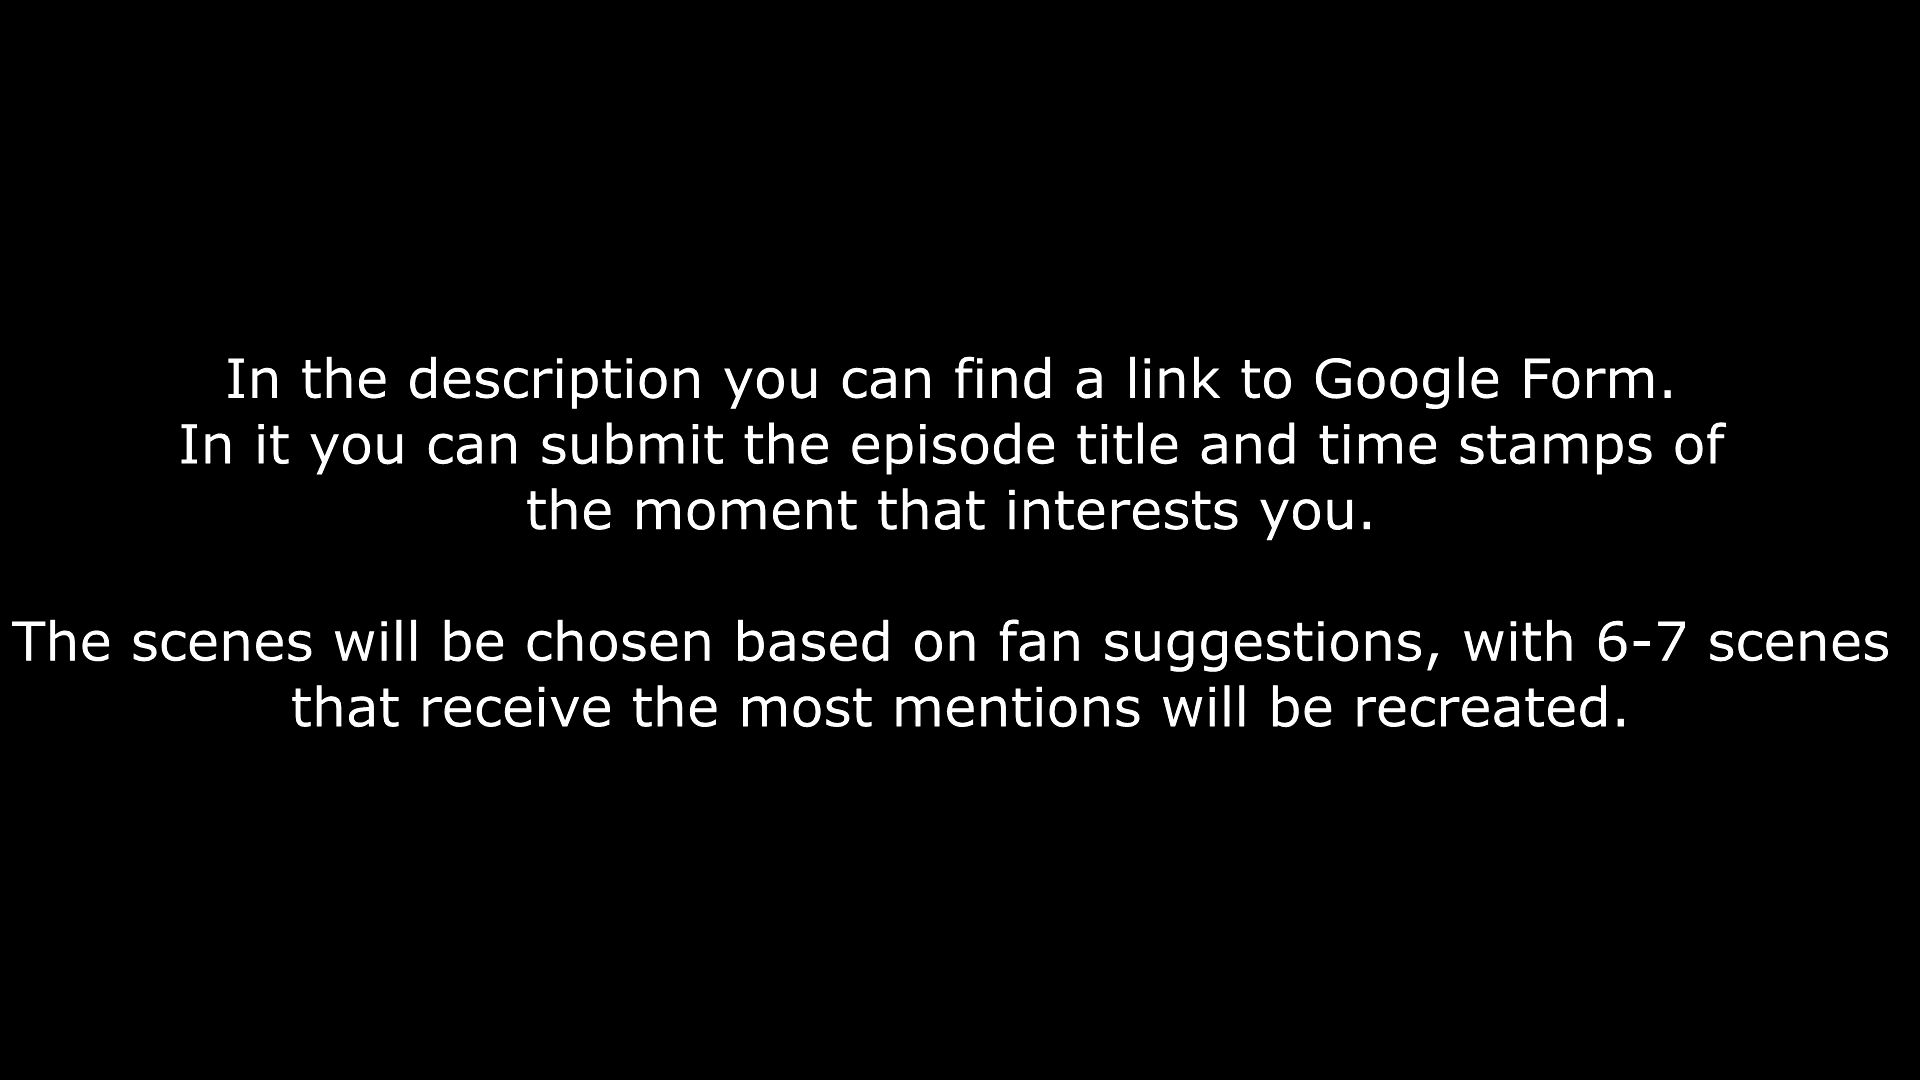 In the description you can find a link to Google Form.
In it you can submit the episode title and time stamps of
the moment that interests you.
The scenes will be chosen based on fan suggestions, with 6-7 scenes
that receive the most mentions will be recreated.